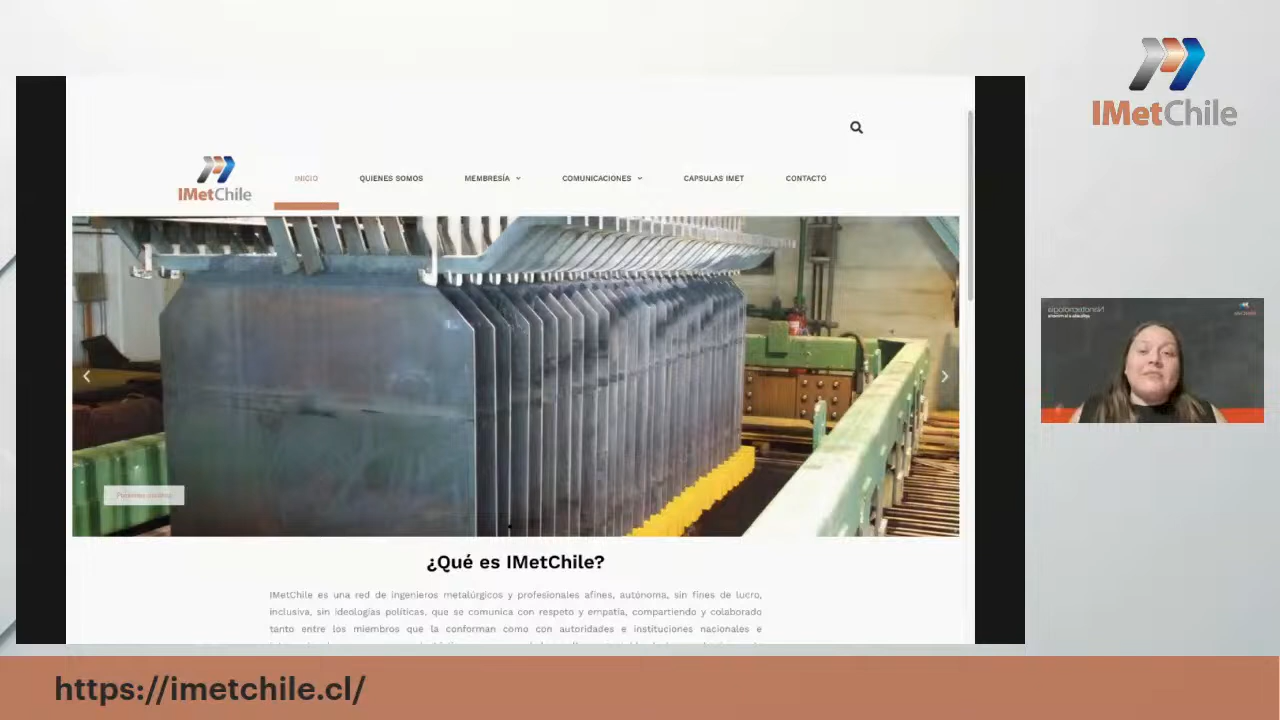 IMetChile
IMetChile
INICIO
QUIENES SOMOS
MEMBRESÍA
COMUNICACIONES
CAPSULAS IMET
CONTACTO
¿Qué es IMetChile?
IMetChile es una red de ingenieros metalúrgicos y profesionales afines, autónoma, sin fines de lucro,
inclusiva, sin ideologías políticas, que se comunica con respeto y empatía, compartiendo y colaborado
tanto entre los miembros que la conforman como con autoridades e instituciones nacionales e
https://imetchile.cl/